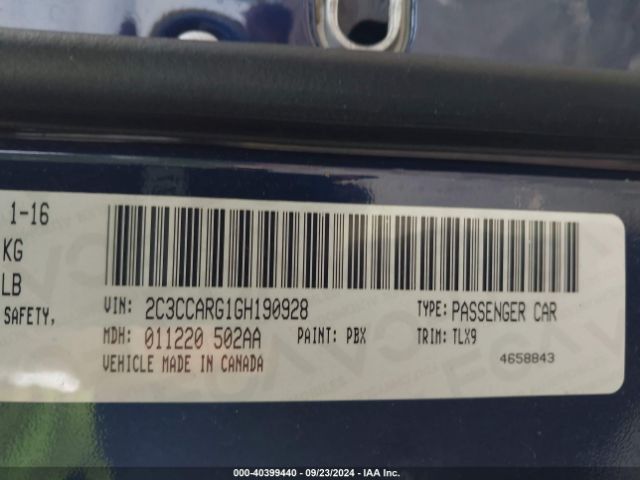 1-16
KG
LB
SAFETY,
VIN: 2C3CCARG1GH190928 TYPE: PASSENGER CAR
MDH: 011220 502AA PAINT: PBX TRIM: TLX9
VEHICLE MADE IN CANADA 4658843
000-40399440 - 09/23/2024 - IAA Inc.